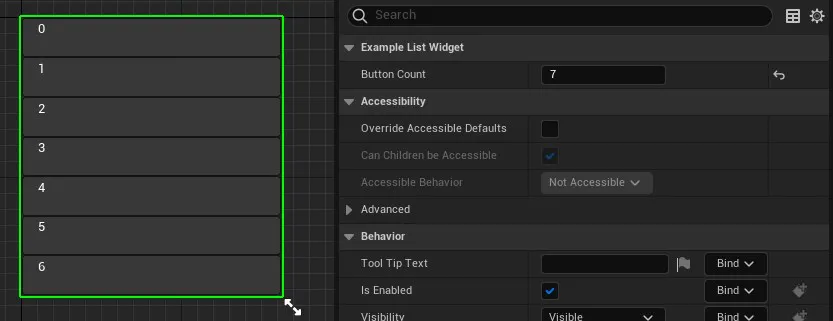 0
1
2
3
4
5
6
Search
Example List Widget
Button Count 7
Accessibility
Override Accessible Defaults
Can Children be Accessible
Accessible Behavior Not Accessible
Advanced
Behavior
Tool Tip Text Bind
Is Enabled Bind
Visibility Visible Bind